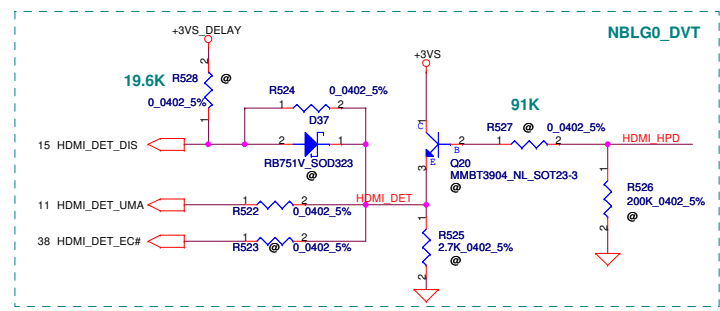 NBLG0_DVT
+3VS_DELAY
+3VS
19.6K
2
R528
@
0_0402_5%
1
R524
0_0402_5%
1
2
D37
2
1
RB751V_SOD323
@
15 HDMI_DET_DIS
11 HDMI_DET_UMA
38 HDMI_DET_EC#
1
2
R522
0_0402_5%
1
2
R523
@
0_0402_5%
HDMI_DET
1
C
B
2
E
3
Q20
MMBT3904_NL_SOT23-3
@
91K
R527
@
0_0402_5%
1
2
HDMI_HPD
1
R526
200K_0402_5%
@
2
1
R525
2.7K_0402_5%
@
2